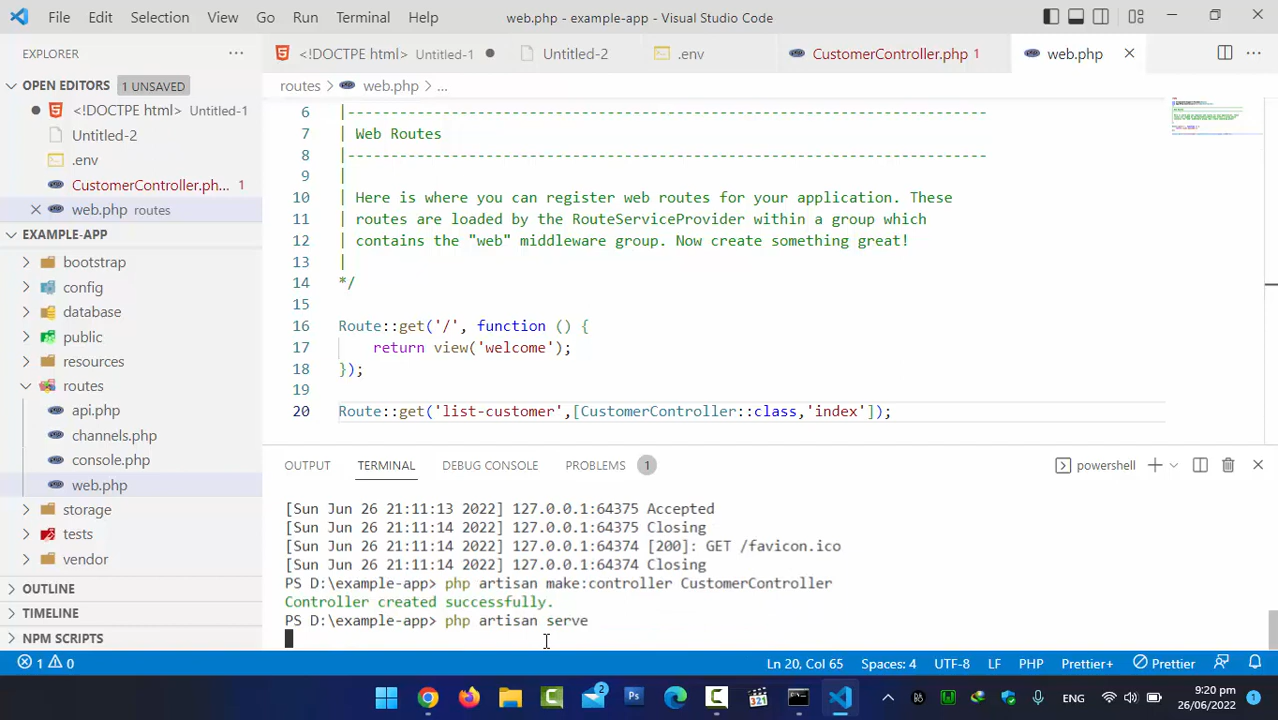 File Edit Selection View Go Run Terminal Help web.php - example-app - Visual Studio Code
EXPLORER
<!DOCTPE html> Untitled-1
Untitled-2
.env
CustomerController.php 1
web.php
OPEN EDITORS 1 UNSAVED
<!DOCTPE html> Untitled-1
Untitled-2
.env
CustomerController.ph... 1
web.php routes
EXAMPLE-APP
bootstrap
config
database
public
resources
routes
api.php
channels.php
console.php
web.php
storage
tests
vendor
OUTLINE
TIMELINE
NPM SCRIPTS
routes > web.php > ...
6 |--------------------------------------------------------------------------
7 | Web Routes
8 |--------------------------------------------------------------------------
9 |
10 | Here is where you can register web routes for your application. These
11 | routes are loaded by the RouteServiceProvider within a group which
12 | contains the "web" middleware group. Now create something great!
13 |
14 */
15
16 Route::get('/', function () {
17 return view('welcome');
18 });
19
20 Route::get('list-customer',[CustomerController::class,'index']);
OUTPUT TERMINAL DEBUG CONSOLE PROBLEMS 1 powershell
[Sun Jun 26 21:11:13 2022] 127.0.0.1:64375 Accepted
[Sun Jun 26 21:11:14 2022] 127.0.0.1:64375 Closing
[Sun Jun 26 21:11:14 2022] 127.0.0.1:64374 [200]: GET /favicon.ico
[Sun Jun 26 21:11:14 2022] 127.0.0.1:64374 Closing
PS D:\example-app> php artisan make:controller CustomerController
Controller created successfully.
PS D:\example-app> php artisan serve
1 0 Ln 20, Col 65 Spaces: 4 UTF-8 LF PHP Prettier+ Prettier
2 Ps 321 ENG 9:20 pm 1
26/06/2022